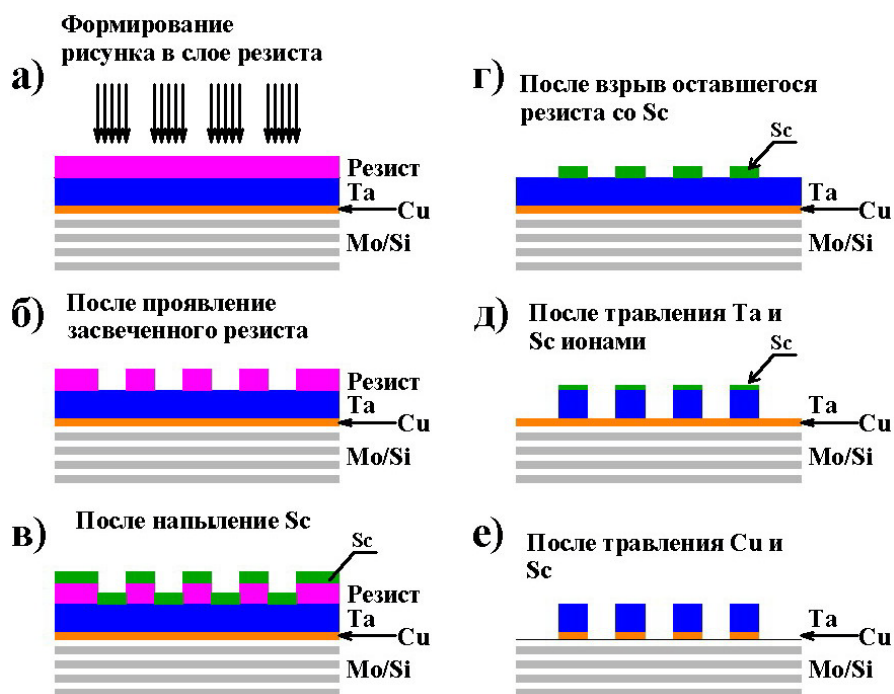 а)
Формирование
рисунка в слое резиста
Резист
Ta
Cu
Mo/Si
б)
После проявление
засвеченного резиста
Резист
Ta
Cu
Mo/Si
в)
После напыление Sc
Sc
Резист
Ta
Cu
Mo/Si
г)
После взрыв оставшегося
резиста со Sc
Sc
Ta
Cu
Mo/Si
д)
После травления Ta и
Sc ионами
Sc
Ta
Cu
Mo/Si
е)
После травления Cu и
Sc
Ta
Cu
Mo/Si